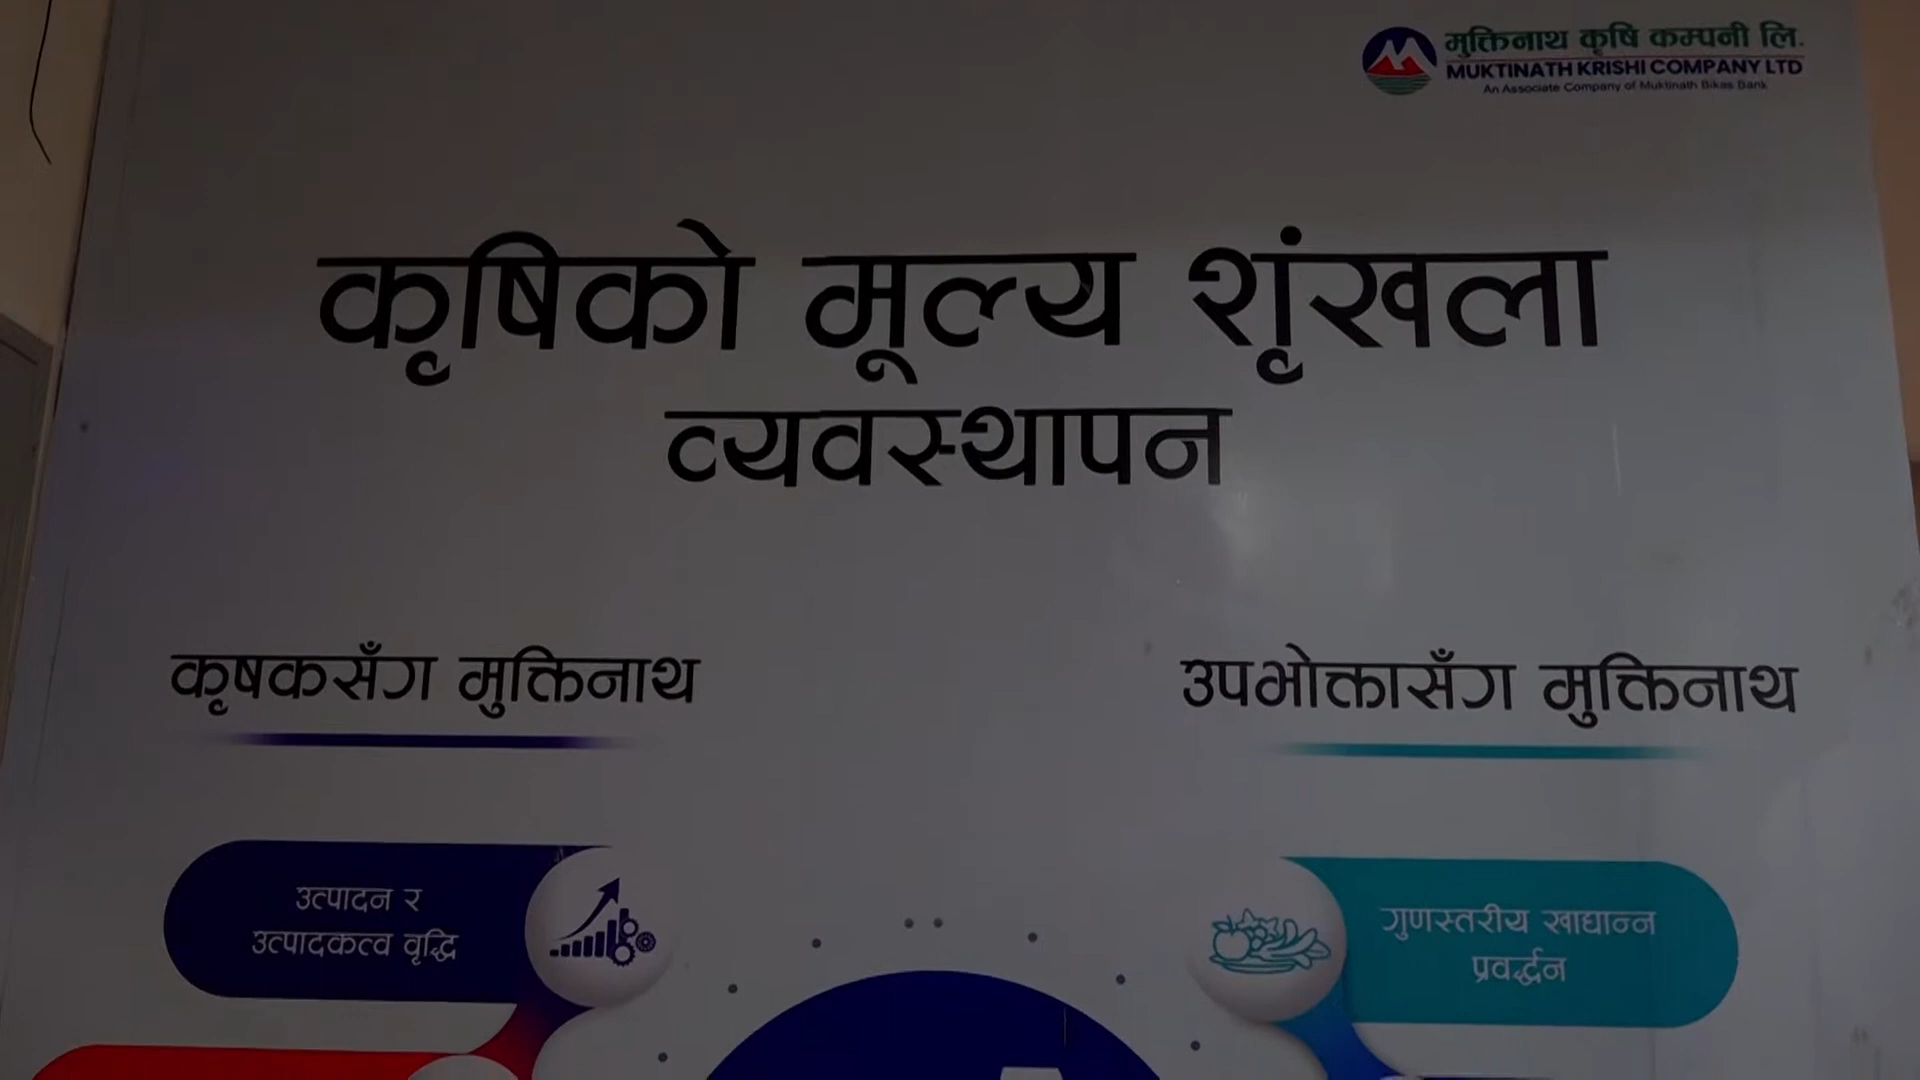 मुक्तिनाथ कृषि कम्पनी लि.
MUKTINATH KRISHI COMPANY LTD
An Associate Company of Muktinath Bikas Bank
कृषिको मूल्य शृंखला
व्यवस्थापन
कृषकसँग मुक्तिनाथ
उपभोक्तासँग मुक्तिनाथ
उत्पादन र
उत्पादकत्व वृद्धि
गुणस्तरीय खाद्यान्न
प्रवर्द्धन